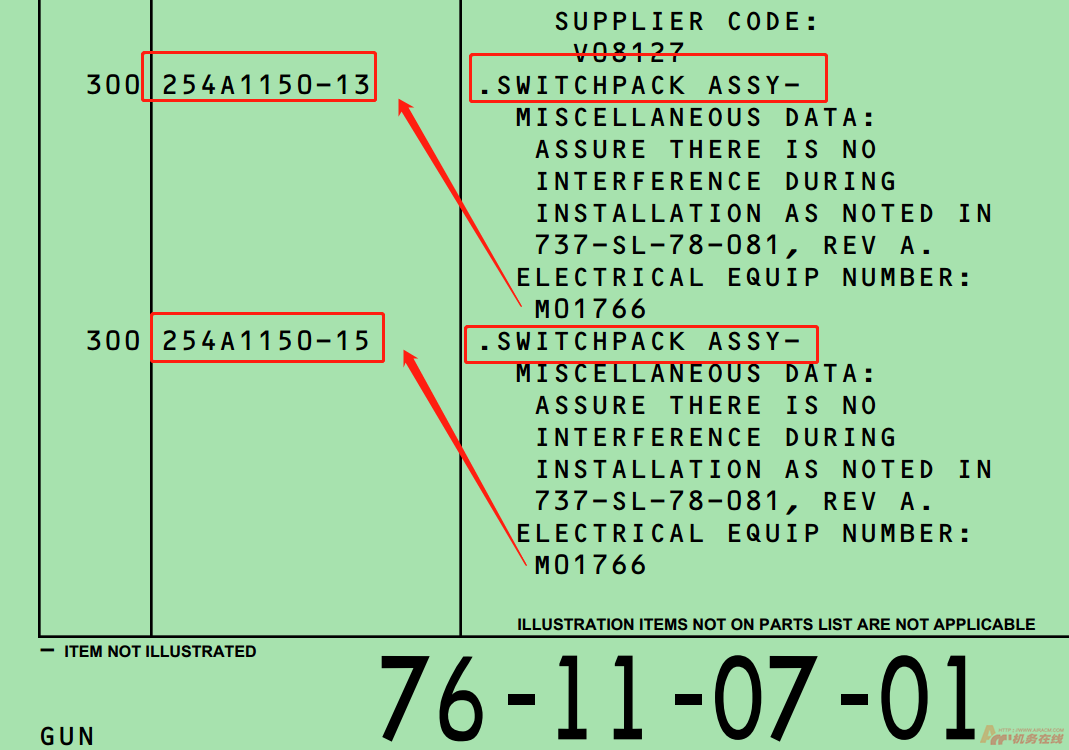 SUPPLIER CODE:
V08127
300 254A1150-13 .SWITCHPACK ASSY-
MISCELLANEOUS DATA:
ASSURE THERE IS NO
INTERFERENCE DURING
INSTALLATION AS NOTED IN
737-SL-78-081, REV A.
ELECTRICAL EQUIP NUMBER:
M01766
300 254A1150-15 .SWITCHPACK ASSY-
MISCELLANEOUS DATA:
ASSURE THERE IS NO
INTERFERENCE DURING
INSTALLATION AS NOTED IN
737-SL-78-081, REV A.
ELECTRICAL EQUIP NUMBER:
M01766
ILLUSTRATION ITEMS NOT ON PARTS LIST ARE NOT APPLICABLE
— ITEM NOT ILLUSTRATED
76-11-07-01
GUN
机务在线